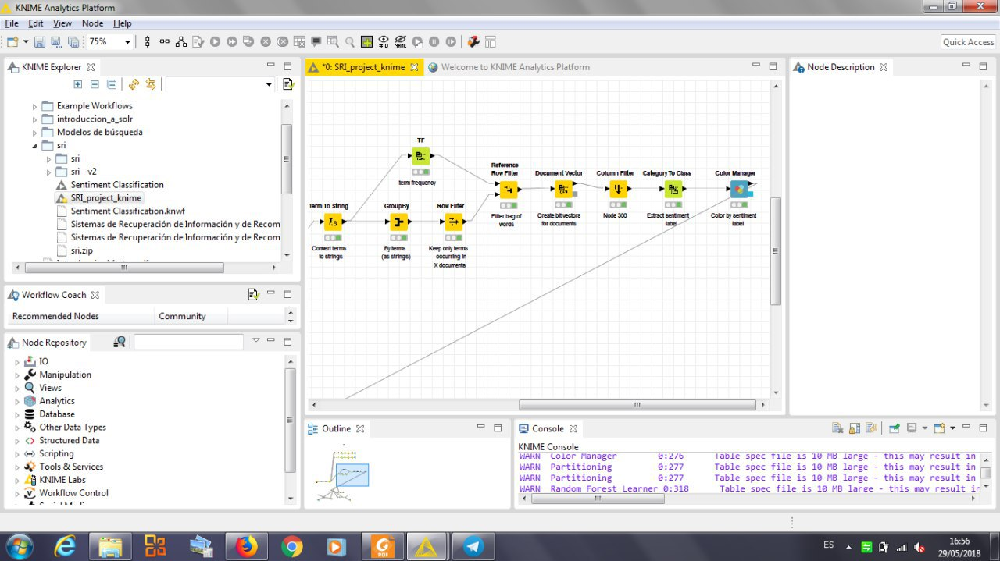 KNIME Analytics Platform
File Edit View Node Help
75%
Quick Access
KNIME Explorer
Example Workflows
introduccion_a_solr
Modelos de búsqueda
sri
sri
sri - v2
Sentiment Classification
SRI_project_knime
Sentiment Classification.knwf
Sistemas de Recuperación de Información y de Recom
Sistemas de Recuperación de Información y de Recom
sri.zip
Workflow Coach
Recommended Nodes Community
Node Repository
IO
Manipulation
Views
Analytics
Database
Other Data Types
Structured Data
Scripting
Tools & Services
KNIME Labs
Workflow Control
*0: SRI_project_knime
Welcome to KNIME Analytics Platform
TF
term frequency
Term To String
Convert terms
to strings
GroupBy
By terms
(as strings)
Row Filter
Keep only terms
occurring in
X documents
Reference
Row Filter
Filter bag of
words
Document Vector
Create bit vectors
for documents
Column Filter
Node 300
Category To Class
Extract sentiment
label
Color Manager
Color by sentiment
label
Node Description
Outline
Console
KNIME Console
WARN Color Manager 0:276 Table spec file is 10 MB large - this may result in
WARN Partitioning 0:277 Table spec file is 10 MB large - this may result in
WARN Partitioning 0:277 Table spec file is 10 MB large - this may result in
WARN Random Forest Learner 0:318 Table spec file is 10 MB large - this may result in
PDF
ES
16:56
29/05/2018